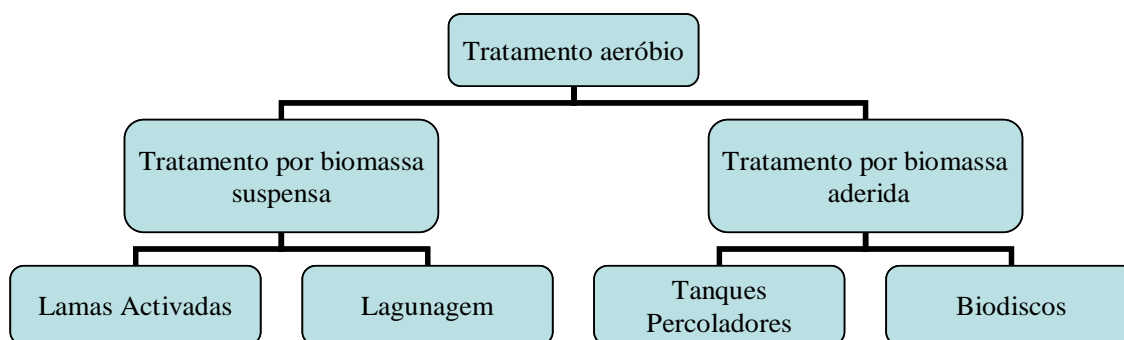 Tratamento aeróbio
Tratamento por biomassa
suspensa
Tratamento por biomassa
aderida
Lamas Activadas
Lagunagem
Tanques
Percoladores
Biodiscos